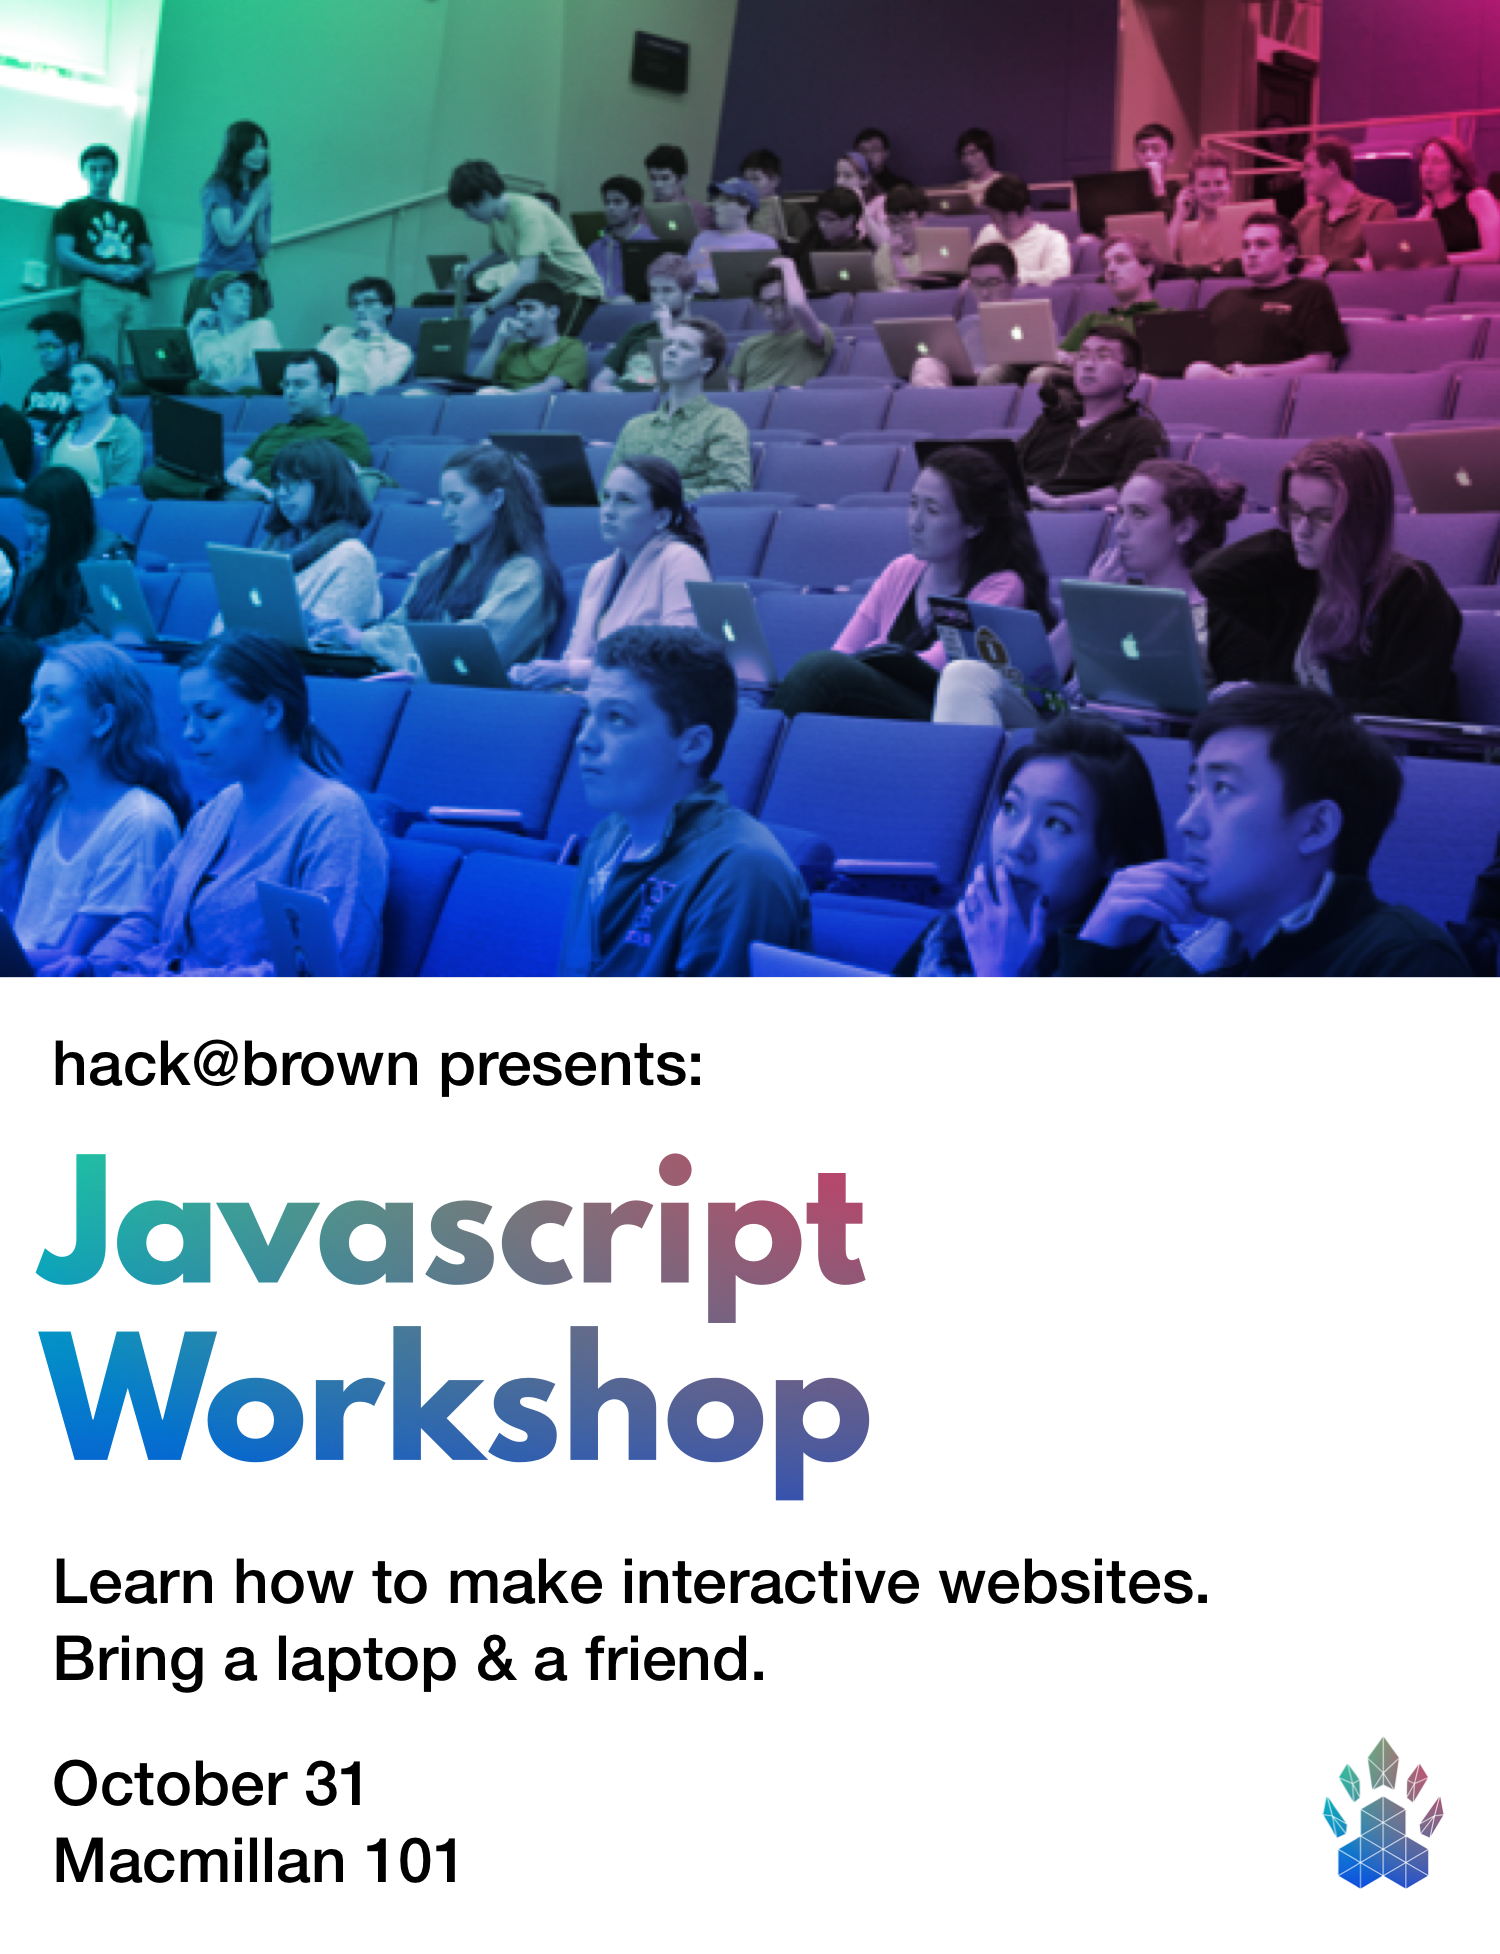 hack@brown presents:
Javascript
Workshop
Learn how to make interactive websites.
Bring a laptop & a friend.
October 31
Macmillan 101